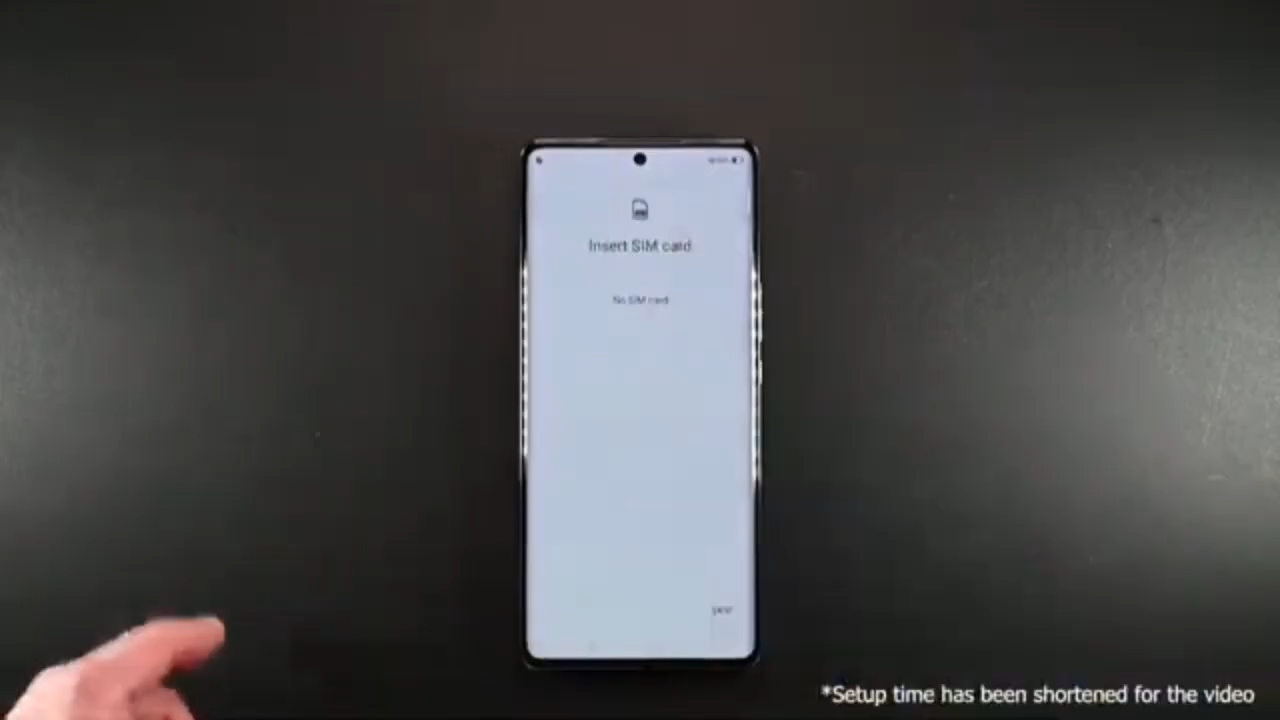 Insert SIM card
No SIM card
*Setup time has been shortened for the video